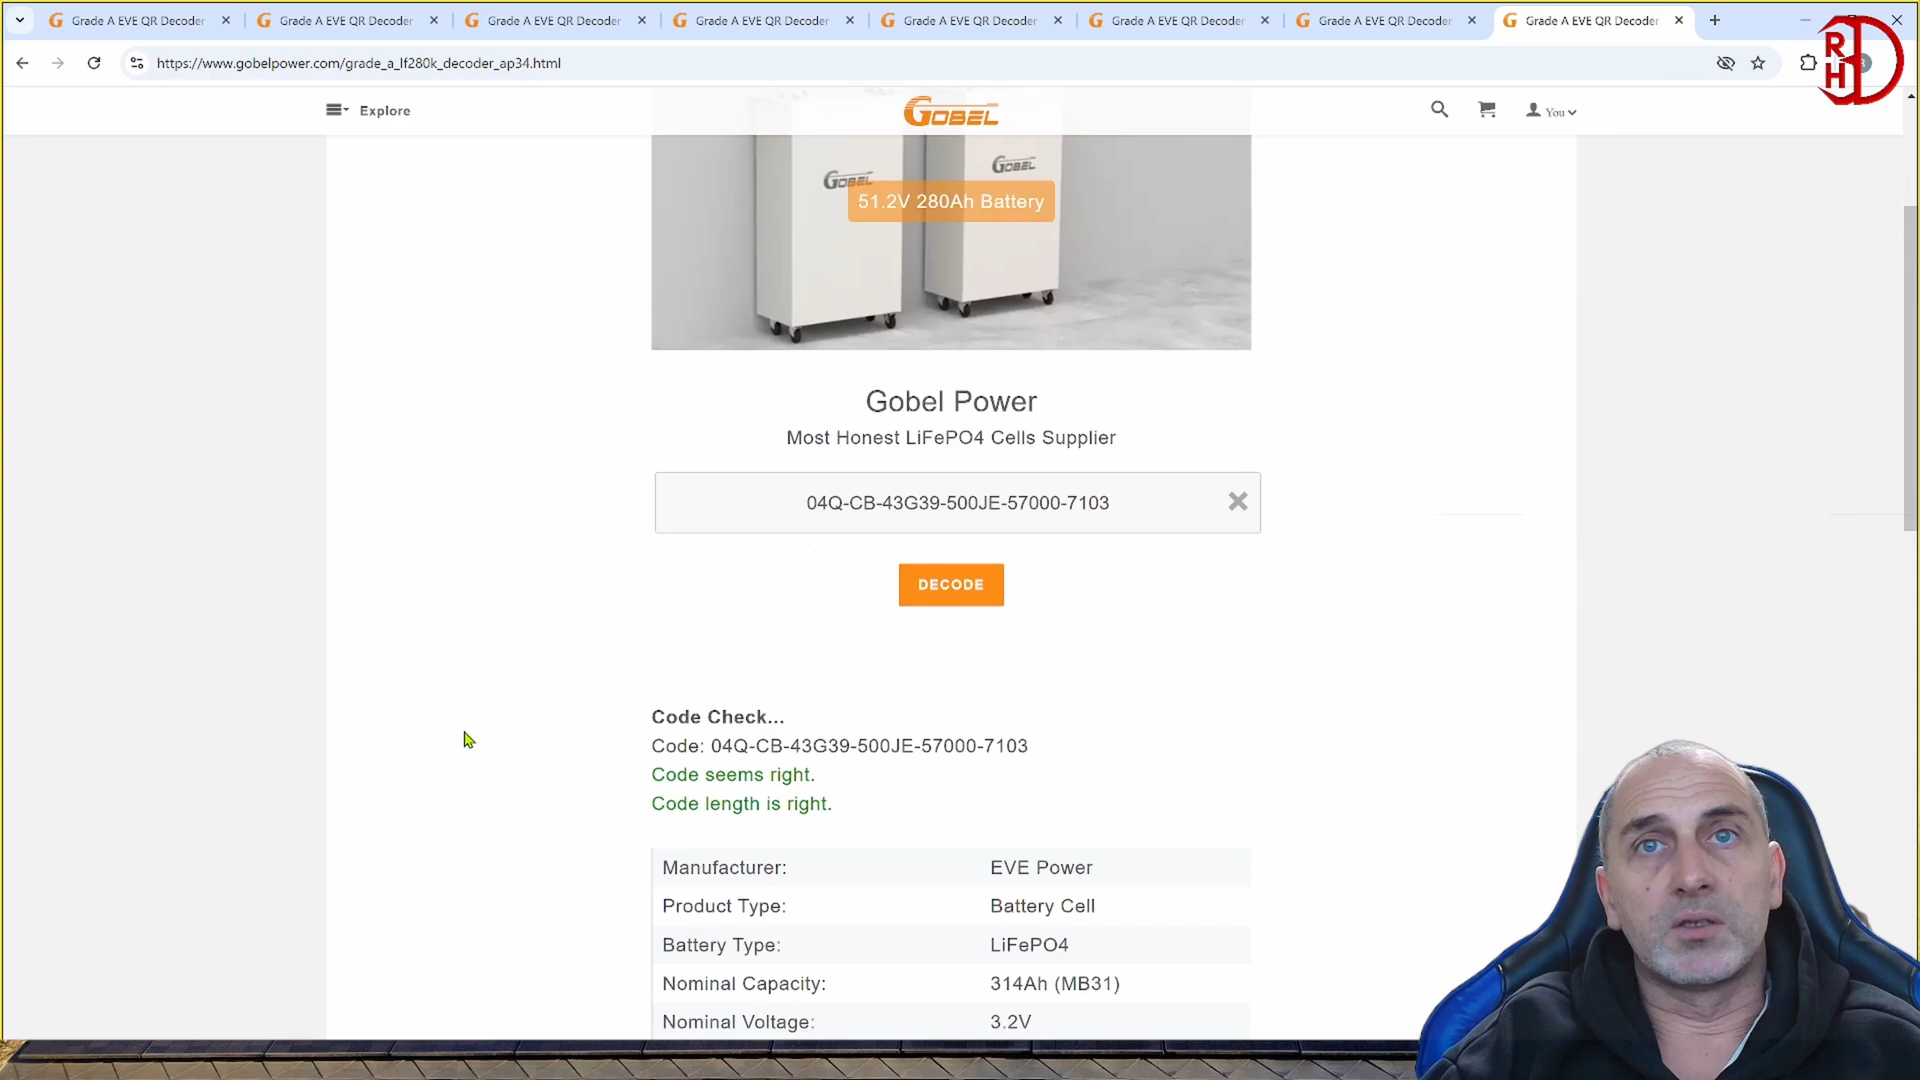 Grade A EVE QR Decoder
Grade A EVE QR Decoder
Grade A EVE QR Decoder
Grade A EVE QR Decoder
Grade A EVE QR Decoder
Grade A EVE QR Decoder
Grade A EVE QR Decoder
Grade A EVE QR Decoder
https://www.gobelpower.com/grade_a_lf280k_decoder_ap34.html
RHD
Explore
GOBEL
You
GOBEL
GOBEL
51.2V 280Ah Battery
Gobel Power
Most Honest LiFePO4 Cells Supplier
04Q-CB-43G39-500JE-57000-7103
DECODE
Code Check...
Code: 04Q-CB-43G39-500JE-57000-7103
Code seems right.
Code length is right.
Manufacturer: EVE Power
Product Type: Battery Cell
Battery Type: LiFePO4
Nominal Capacity: 314Ah (MB31)
Nominal Voltage: 3.2V